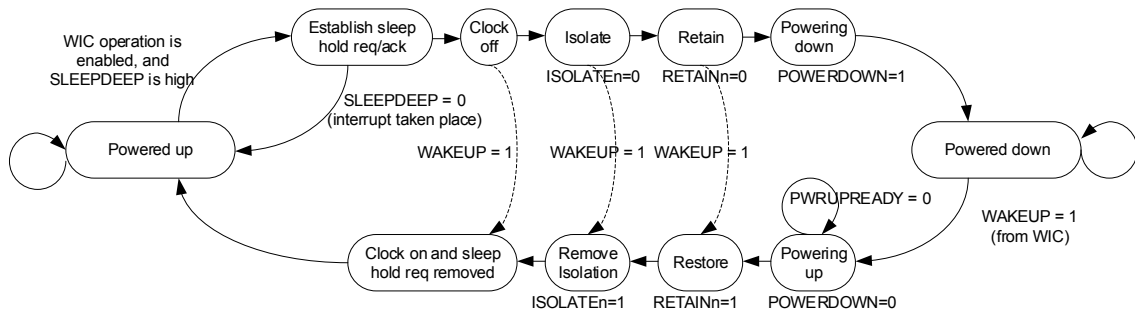 WIC operation is
enabled, and
SLEEPDEEP is high
Establish sleep
hold req/ack
Clock
off
Isolate
Retain
Powering
down
ISOLATEn=0
RETAINn=0
POWERDOWN=1
SLEEPDEEP = 0
(interrupt taken place)
Powered up
WAKEUP = 1
WAKEUP = 1
WAKEUP = 1
Powered down
PWRUPREADY = 0
WAKEUP = 1
(from WIC)
Clock on and sleep
hold req removed
Remove
Isolation
Restore
Powering
up
ISOLATEn=1
RETAINn=1
POWERDOWN=0